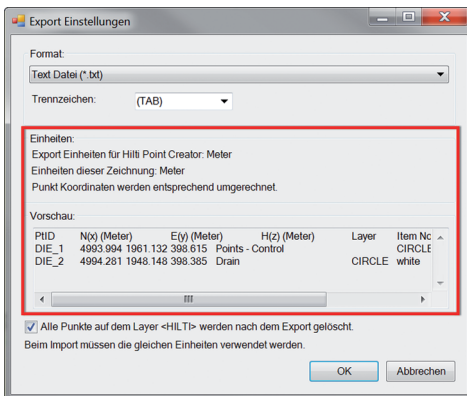 Export Einstellungen
Format:
Text Datei (*.txt)
Trennzeichen: (TAB)
Einheiten:
Export Einheiten für Hilti Point Creator: Meter
Einheiten dieser Zeichnung: Meter
Punkt Koordinaten werden entsprechend umgerechnet.
Vorschau:
PtID N(x) (Meter) E(y) (Meter) H(z) (Meter) Layer Item Nc
DIE_1 4993.994 1961.132 398.615 Points - Control CIRCLE
DIE_2 4994.281 1948.148 398.385 Drain CIRCLE white
Alle Punkte auf dem Layer <HILTI> werden nach dem Export gelöscht.
Beim Import müssen die gleichen Einheiten verwendet werden.
OK Abbrechen